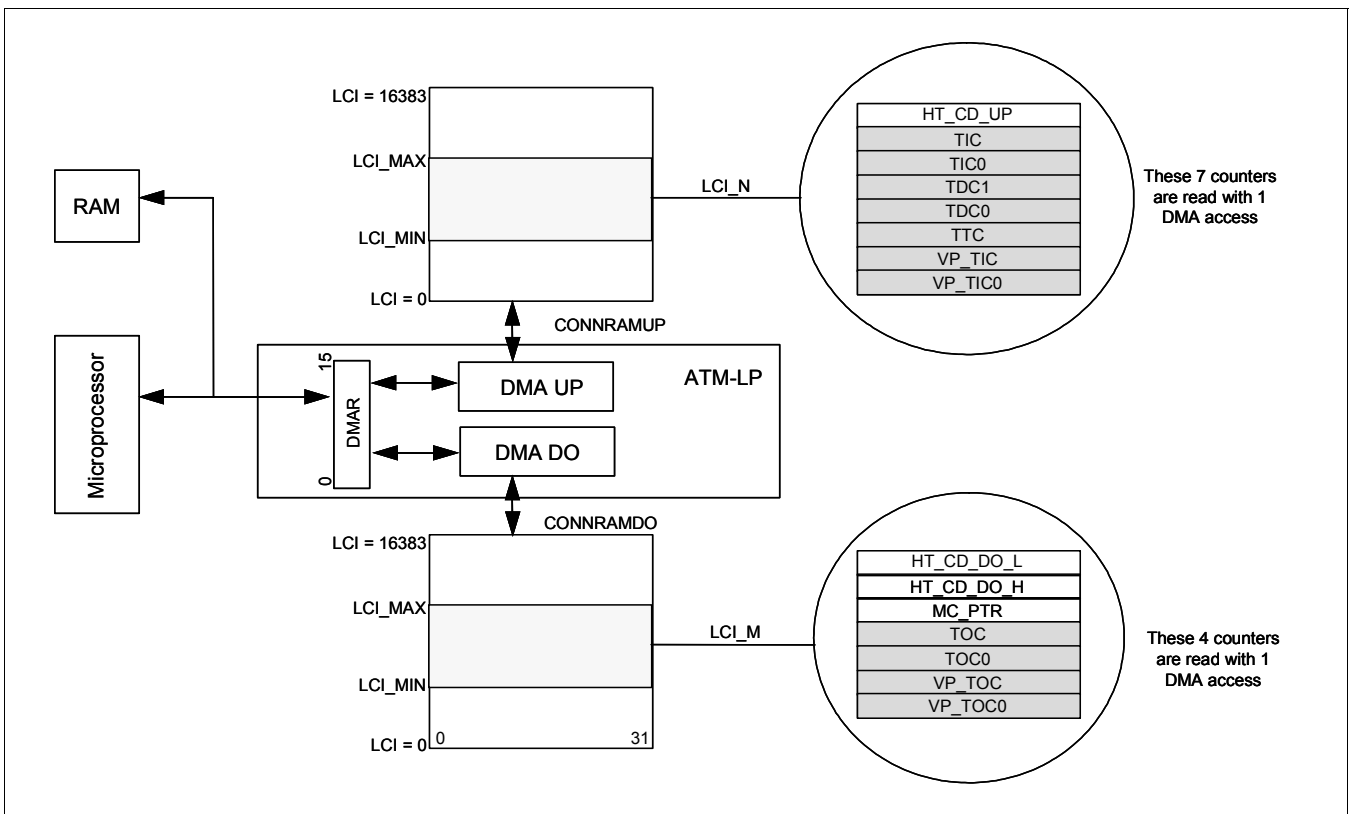 LCI = 16383
LCI_MAX
LCI_MIN
LCI = 0
LCI_N
HT_CD_UP
TIC
TIC0
TDC1
TDC0
TTC
VP_TIC
VP_TIC0
These 7 counters
are read with 1
DMA access
RAM
Microprocessor
CONNRAMUP
ATM-LP
15
DMAR
0
DMA UP
DMA DO
CONNRAMDO
LCI = 16383
LCI_MAX
LCI_MIN
LCI = 0
0
31
LCI_M
HT_CD_DO_L
HT_CD_DO_H
MC_PTR
TOC
TOC0
VP_TOC
VP_TOC0
These 4 counters
are read with 1
DMA access